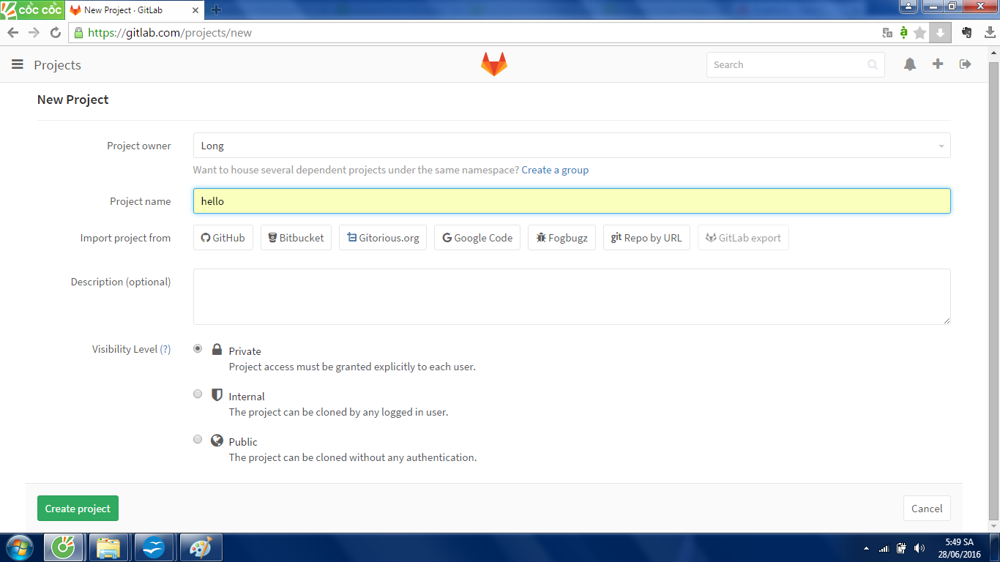 CỐC CỐC
New Project · GitLab
https://gitlab.com/projects/new
Projects
Search
New Project
Project owner
Long
Want to house several dependent projects under the same namespace? Create a group
Project name
hello
Import project from
GitHub
Bitbucket
Gitorious.org
Google Code
Fogbugz
git Repo by URL
GitLab export
Description (optional)
Visibility Level (?)
Private
Project access must be granted explicitly to each user.
Internal
The project can be cloned by any logged in user.
Public
The project can be cloned without any authentication.
Create project
Cancel
5:49 SA
28/06/2016